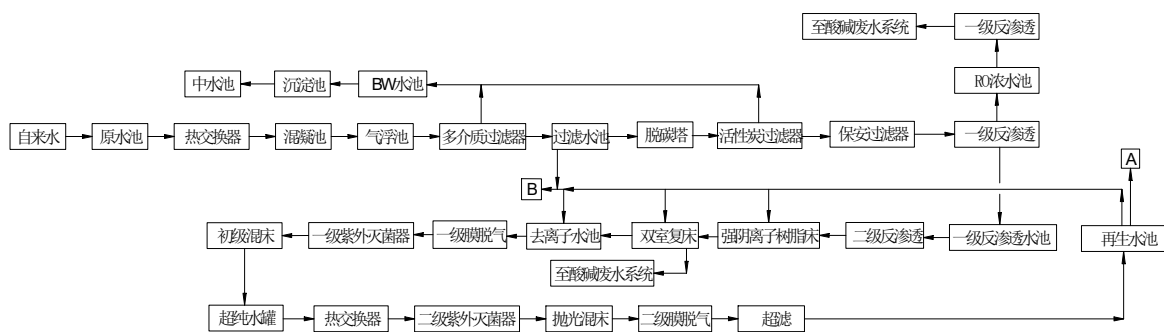 至酸碱废水系统
一级反渗透
中水池
沉淀池
BW水池
RO浓水池
自来水
原水池
热交换器
混凝池
气浮池
多介质过滤器
过滤水池
脱碳塔
活性炭过滤器
保安过滤器
一级反渗透
A
B
初级混床
一级紫外灭菌器
一级膜脱气
去离子水池
双室复床
强阴离子树脂床
二级反渗透
一级反渗透水池
再生水池
至酸碱废水系统
超纯水罐
热交换器
二级紫外灭菌器
抛光混床
二级膜脱气
超滤